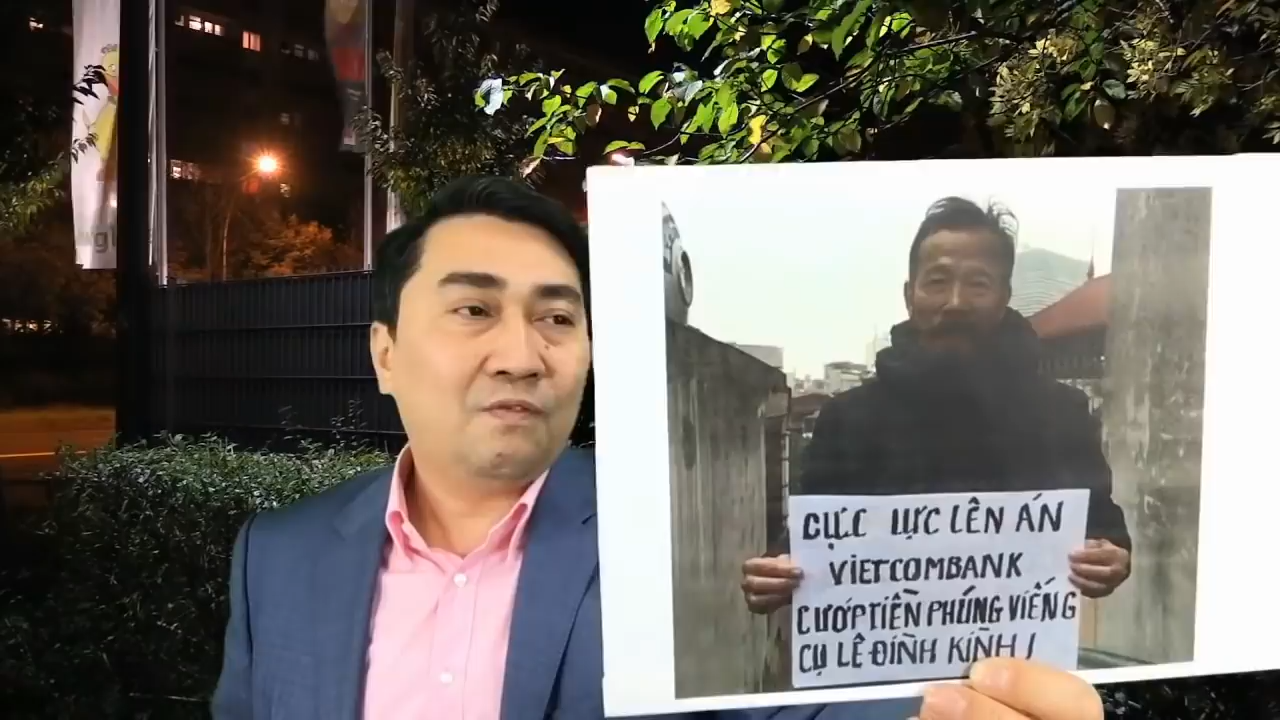 CỰC LỰC LÊN ÁN
VIETCOMBANK
CƯỚP TIỀN PHÚNG VIẾNG
CỤ LÊ ĐÌNH KÌNH !